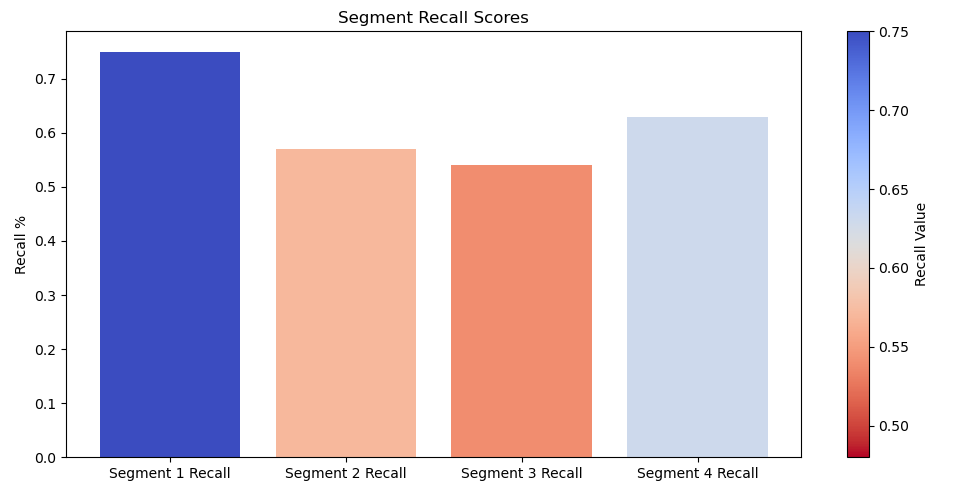 Segment Recall Scores
Recall %
0.7
0.6
0.5
0.4
0.3
0.2
0.1
0.0
Segment 1 Recall
Segment 2 Recall
Segment 3 Recall
Segment 4 Recall
0.75
0.70
0.65
0.60
0.55
0.50
Recall Value